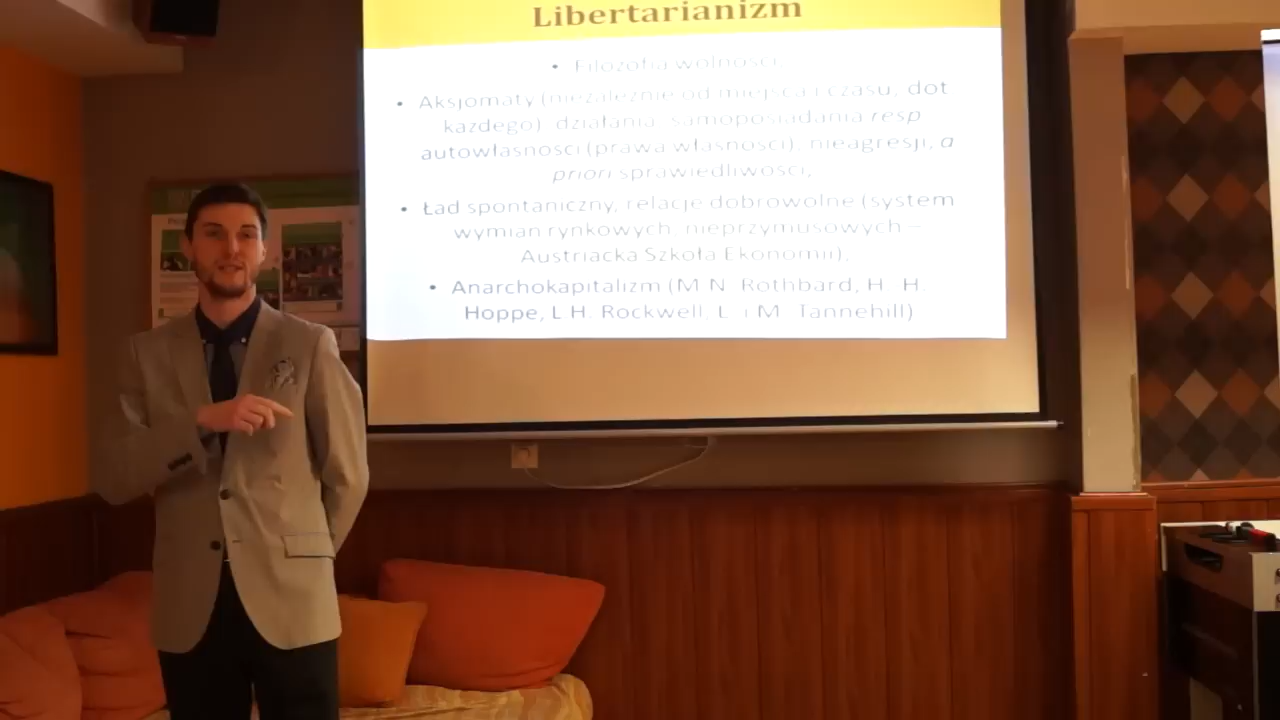 Libertarianizm
• Filozofia wolności
• Aksjomaty (niezależnie od miejsca i czasu, dot
każdego) działania samoposiadania resp
autowłasności (prawa własności), nieagresji, a
priori sprawiedliwości,
• Ład spontaniczny, relacje dobrowolne (system
wymian rynkowych, nieprzymusowych –
Austriacka Szkoła Ekonomii),
• Anarchokapitalizm (M N Rothbard, H H.
Hoppe, L H. Rockwell, L i M Tannehill)